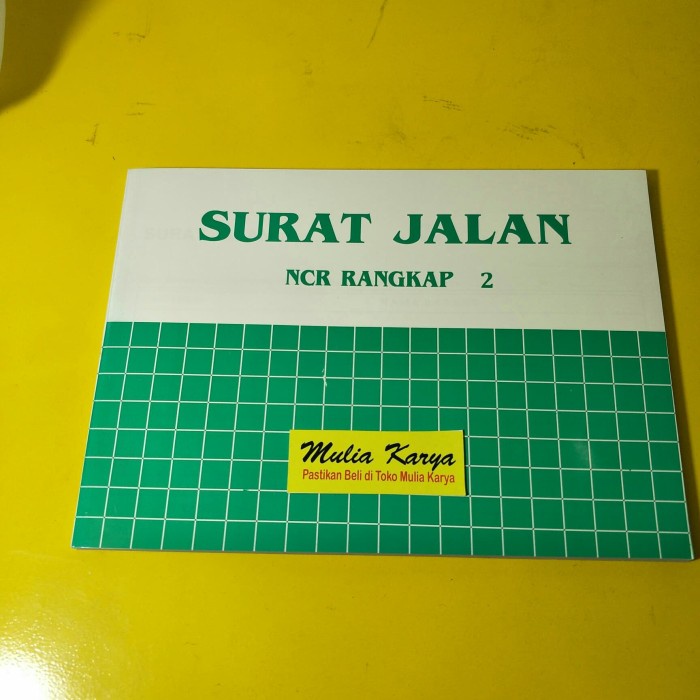 SURAT JALAN
NCR RANGKAP 2
Mulia Karya
Pastikan Beli di Toko Mulia Karya